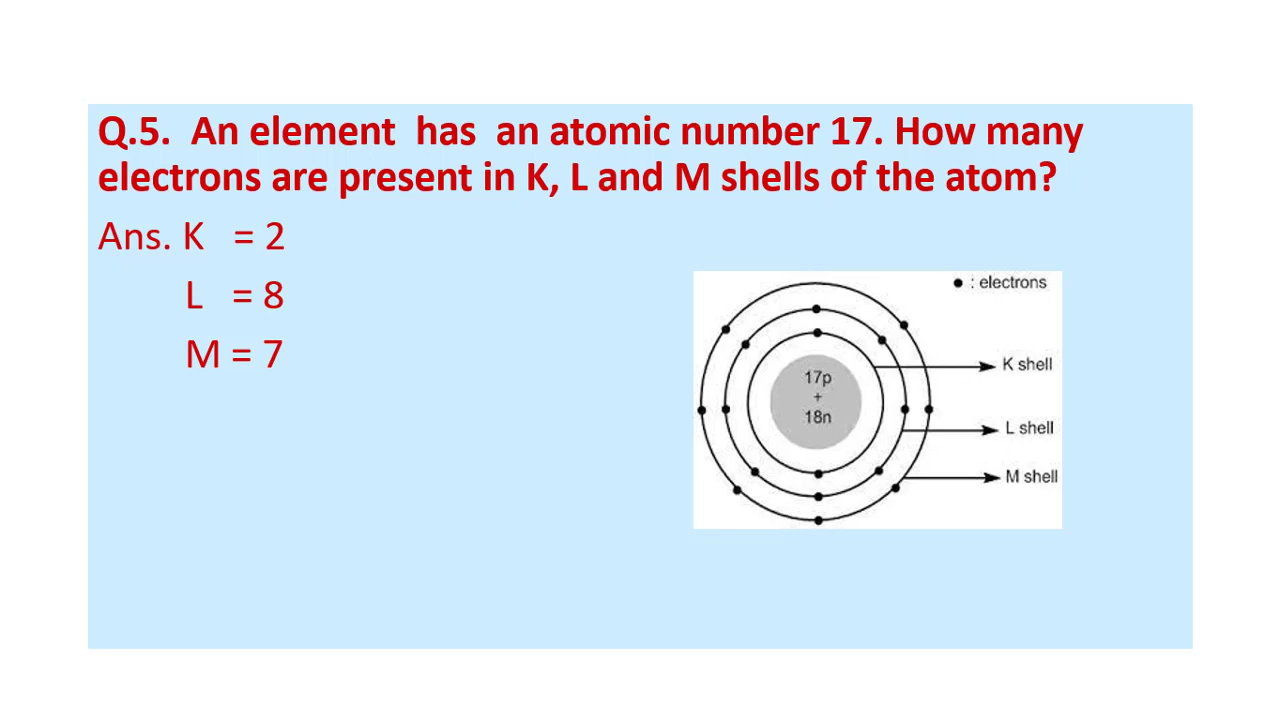 Q.5. An element has an atomic number 17. How many
electrons are present in K, L and M shells of the atom?
Ans. K = 2
L = 8
M = 7
: electrons
K shell
17p
+
18n
L shell
M shell